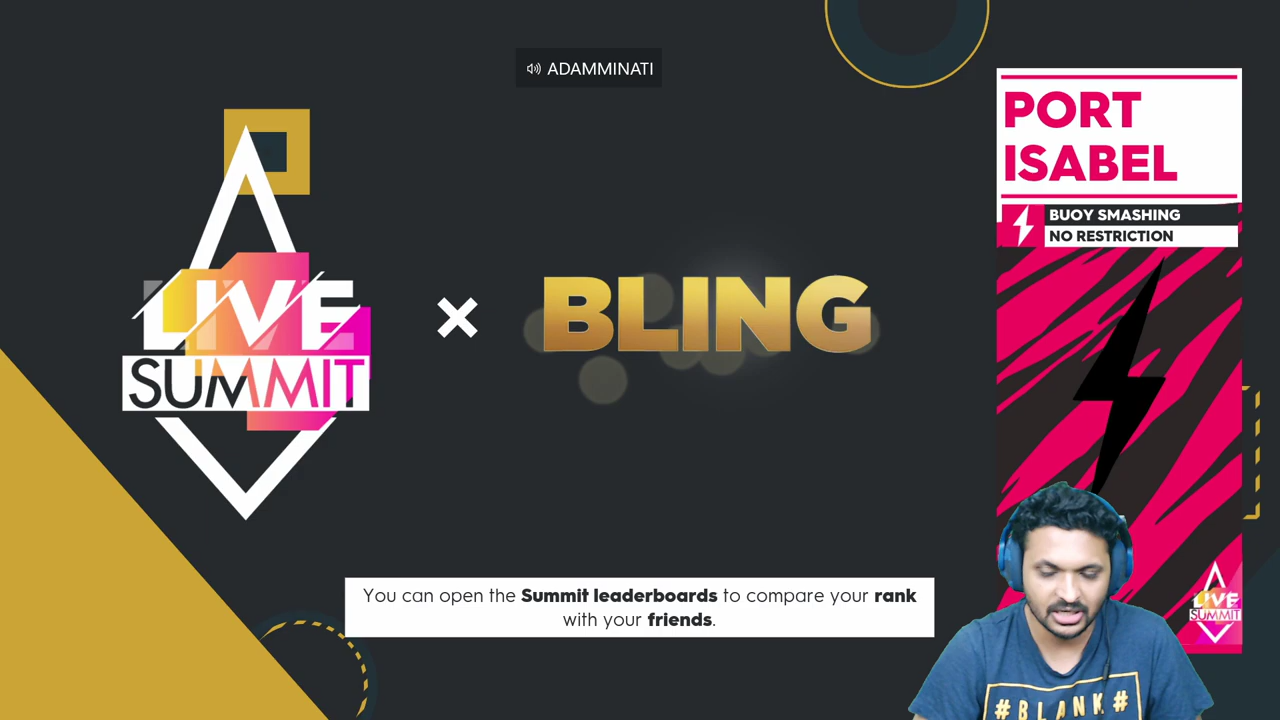 ADAMMINATI
PORT
ISABEL
BUOY SMASHING
NO RESTRICTION
LIVE
SUMMIT
×
BLING
You can open the Summit leaderboards to compare your rank
with your friends.
LIVE
SUMMIT
#BLANK#